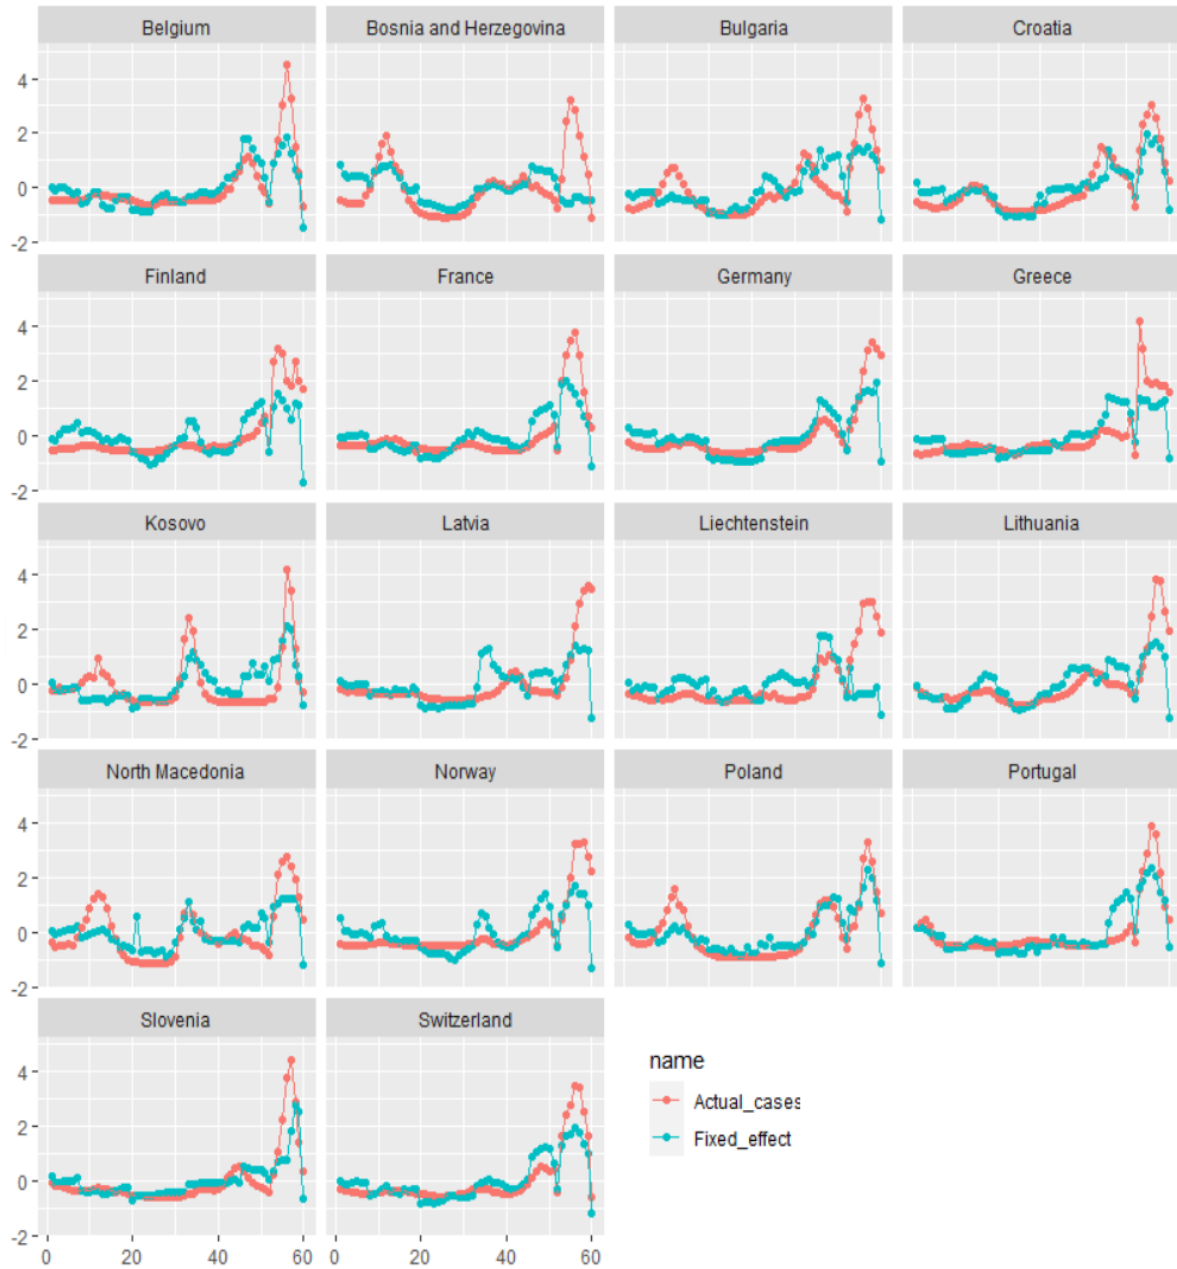 Belgium Bosnia and Herzegovina Bulgaria Croatia
4
2
0
-2
Finland France Germany Greece
4
2
0
-2
Kosovo Latvia Liechtenstein Lithuania
4
2
0
-2
North Macedonia Norway Poland Portugal
4
2
0
-2
Slovenia Switzerland
4
2
0
-2
0 20 40 60 0 20 40 60
name
Actual_cases
Fixed_effect